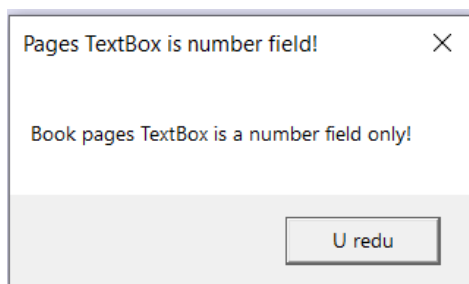 Pages TextBox is number field!
Book pages TextBox is a number field only!
U redu